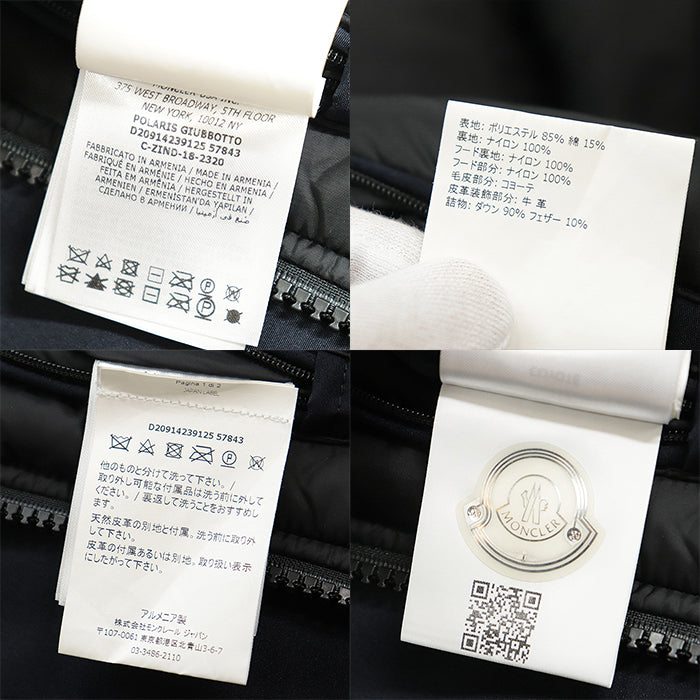 MONCLER USA INC.
375 WEST BROADWAY, 5TH FLOOR
NEW YORK, 10012 NY
POLARIS GIUBBOTTO
D20914239125 57843
C-ZIND-18-2320
FABBRICATO IN ARMENIA / MADE IN ARMENIA
FABRIQUÉ EN ARMÉNIE / HECHO EN ARMENIA
FEITA EM ARMÊNIA / HERGESTELLT IN
ARMENIEN / ERMENISTAN'DA YAPILAN /
СДЕЛАНО В АРМЕНИИ / صنع في أرمينيا
表地: ポリエステル 85% 綿 15%
裏地: ナイロン 100%
フード裏地: ナイロン 100%
フード部分: ナイロン 100%
毛皮部分: コヨーテ
皮革装飾部分: 牛 革
詰物: ダウン 90% フェザー 10%
Pagina 1 di 2
JAPAN LABEL
D20914239125 57843
他のものと分けて洗って下さい。/
取り外し可能な付属品は洗う前に外して
ください。/ 裏返して洗うことをおすすめし
ます。
天然皮革の別地と付属。洗う前に取り外
して下さい。
皮革の付属あるいは別地。取り扱い表示
にしたがって下さい。
アルメニア製
株式会社モンクレール ジャパン
〒107-0061 東京都港区北青山3-6-7
03-3486-2110
COYOTE
MONCLER